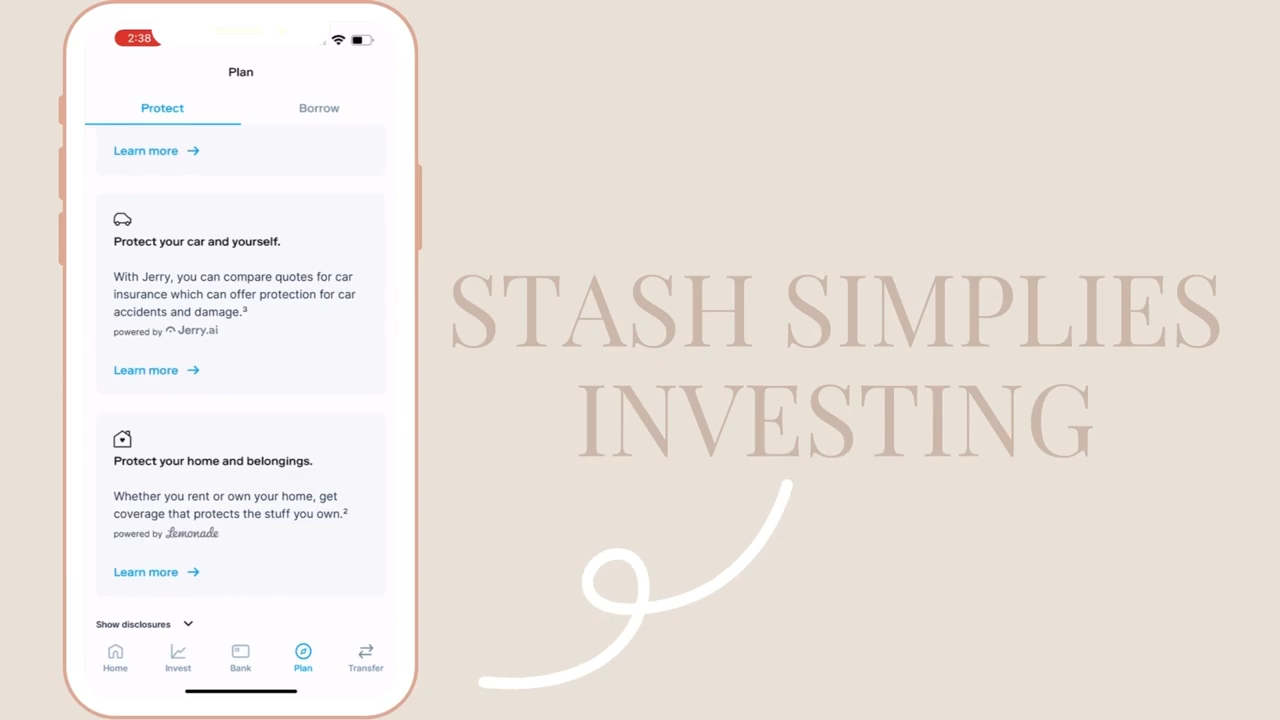 2:38
Plan
Protect
Borrow
Learn more →
Protect your car and yourself.
With Jerry, you can compare quotes for car
insurance which can offer protection for car
accidents and damage.³
powered by Jerry.ai
Learn more →
Protect your home and belongings.
Whether you rent or own your home, get
coverage that protects the stuff you own.²
powered by Lemonade
Learn more →
Show disclosures
Home
Invest
Bank
Plan
Transfer
STASH SIMPLIES
INVESTING